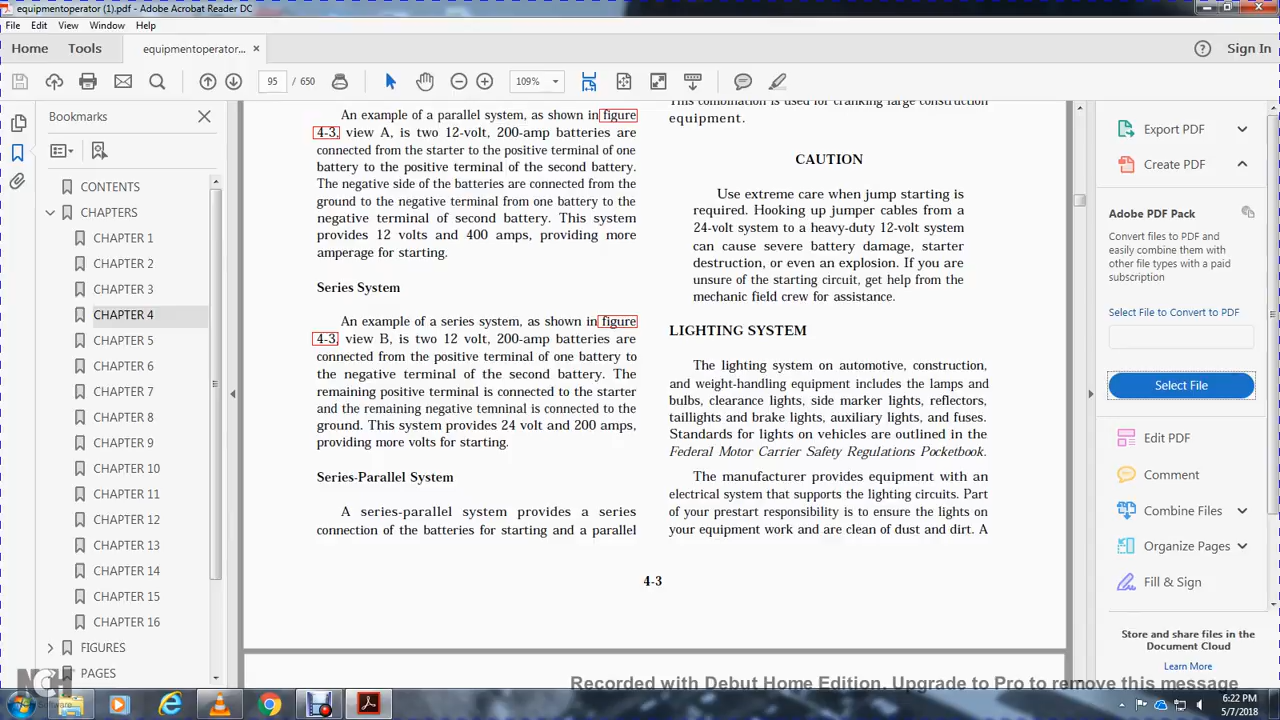 equipmentoperator (1).pdf - Adobe Acrobat Reader DC
File Edit View Window Help
Home Tools equipmentoperator... × Sign In
95 / 650 109%
Bookmarks
CONTENTS
CHAPTERS
CHAPTER 1
CHAPTER 2
CHAPTER 3
CHAPTER 4
CHAPTER 5
CHAPTER 6
CHAPTER 7
CHAPTER 8
CHAPTER 9
CHAPTER 10
CHAPTER 11
CHAPTER 12
CHAPTER 13
CHAPTER 14
CHAPTER 15
CHAPTER 16
FIGURES
PAGES
An example of a parallel system, as shown in figure
4-3, view A, is two 12-volt, 200-amp batteries are
connected from the starter to the positive terminal of one
battery to the positive terminal of the second battery.
The negative side of the batteries are connected from the
ground to the negative terminal from one battery to the
negative terminal of second battery. This system
provides 12 volts and 400 amps, providing more
amperage for starting.
Series System
An example of a series system, as shown in figure
4-3, view B, is two 12 volt, 200-amp batteries are
connected from the positive terminal of one battery to
the negative terminal of the second battery. The
remaining positive terminal is connected to the starter
and the remaining negative temninal is connected to the
ground. This system provides 24 volt and 200 amps,
providing more volts for starting.
Series-Parallel System
A series-parallel system provides a series
connection of the batteries for starting and a parallel
This combination is used for cranking large construction
equipment.
CAUTION
Use extreme care when jump starting is
required. Hooking up jumper cables from a
24-volt system to a heavy-duty 12-volt system
can cause severe battery damage, starter
destruction, or even an explosion. If you are
unsure of the starting circuit, get help from the
mechanic field crew for assistance.
LIGHTING SYSTEM
The lighting system on automotive, construction,
and weight-handling equipment includes the lamps and
bulbs, clearance lights, side marker lights, reflectors,
taillights and brake lights, auxiliary lights, and fuses.
Standards for lights on vehicles are outlined in the
Federal Motor Carrier Safety Regulations Pocketbook.
The manufacturer provides equipment with an
electrical system that supports the lighting circuits. Part
of your prestart responsibility is to ensure the lights on
your equipment work and are clean of dust and dirt. A
4-3
Export PDF
Create PDF
Adobe PDF Pack
Convert files to PDF and
easily combine them with
other file types with a paid
subscription
Select File to Convert to PDF
Select File
Edit PDF
Comment
Combine Files
Organize Pages
Fill & Sign
Store and share files in the
Document Cloud
Learn More
NCH
Software
Recorded with Debut Home Edition. Upgrade to Pro to remove this message
6:22 PM
5/7/2018